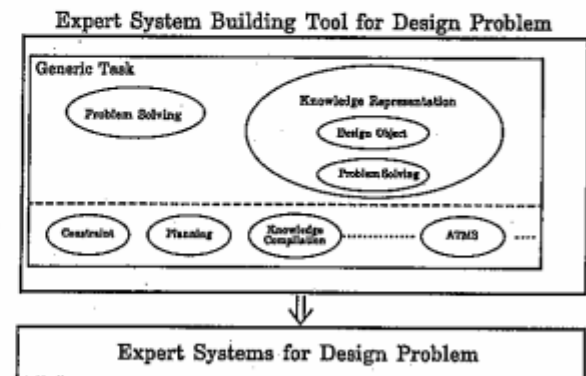 Expert System Building Tool for Design Problem
Generic Task
Problem Solving
Knowledge Representation
Design Object
Problem Solving
Constraint
Planning
Knowledge
Compilation
ATMS
Expert Systems for Design Problem